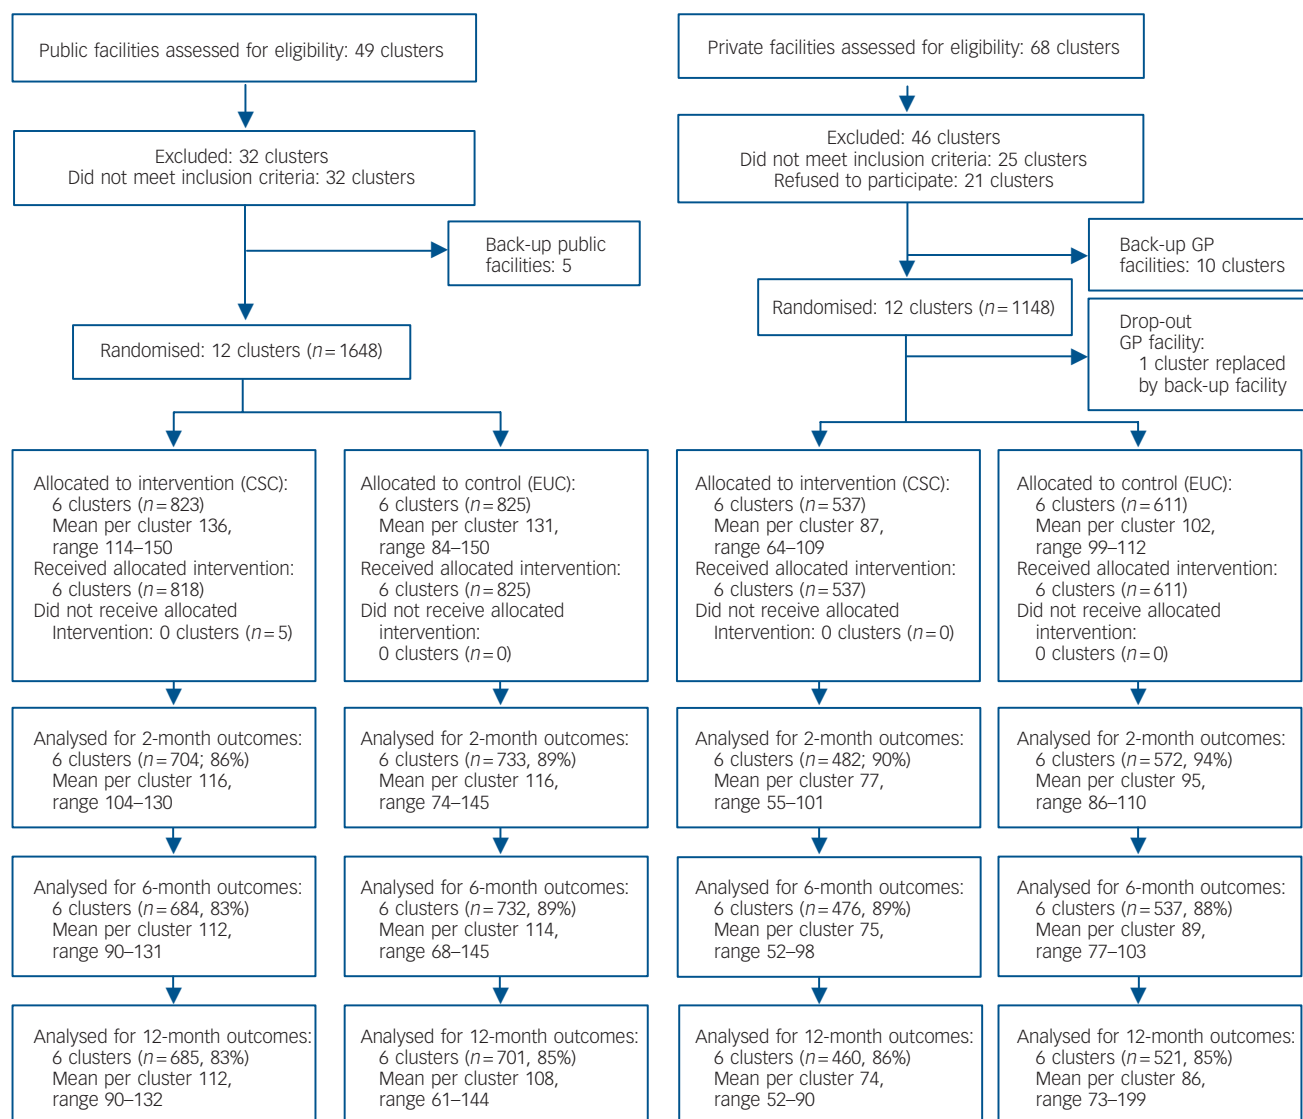 Public facilities assessed for eligibility: 49 clusters
Excluded: 32 clusters
Did not meet inclusion criteria: 32 clusters
Back-up public
facilities: 5
Randomised: 12 clusters (n=1648)
Allocated to intervention (CSC):
6 clusters (n=823)
Mean per cluster 136,
range 114–150
Received allocated intervention:
6 clusters (n=818)
Did not receive allocated
Intervention: 0 clusters (n=5)
Analysed for 2-month outcomes:
6 clusters (n=704; 86%)
Mean per cluster 116,
range 104–130
Analysed for 6-month outcomes:
6 clusters (n=684, 83%)
Mean per cluster 112,
range 90–131
Analysed for 12-month outcomes:
6 clusters (n=685, 83%)
Mean per cluster 112,
range 90–132
Allocated to control (EUC):
6 clusters (n=825)
Mean per cluster 131,
range 84–150
Received allocated intervention:
6 clusters (n=825)
Did not receive allocated
intervention:
0 clusters (n=0)
Analysed for 2-month outcomes:
6 clusters (n=733, 89%)
Mean per cluster 116,
range 74–145
Analysed for 6-month outcomes:
6 clusters (n=732, 89%)
Mean per cluster 114,
range 68–145
Analysed for 12-month outcomes:
6 clusters (n=701, 85%)
Mean per cluster 108,
range 61–144
Private facilities assessed for eligibility: 68 clusters
Excluded: 46 clusters
Did not meet inclusion criteria: 25 clusters
Refused to participate: 21 clusters
Back-up GP
facilities: 10 clusters
Randomised: 12 clusters (n=1148)
Drop-out
GP facility:
1 cluster replaced
by back-up facility
Allocated to intervention (CSC):
6 clusters (n=537)
Mean per cluster 87,
range 64–109
Received allocated intervention:
6 clusters (n=537)
Did not receive allocated
Intervention: 0 clusters (n=0)
Analysed for 2-month outcomes:
6 clusters (n=482; 90%)
Mean per cluster 77,
range 55–101
Analysed for 6-month outcomes:
6 clusters (n=476, 89%)
Mean per cluster 75,
range 52–98
Analysed for 12-month outcomes:
6 clusters (n=460, 86%)
Mean per cluster 74,
range 52–90
Allocated to control (EUC):
6 clusters (n=611)
Mean per cluster 102,
range 99–112
Received allocated intervention:
6 clusters (n=611)
Did not receive allocated
intervention:
0 clusters (n=0)
Analysed for 2-month outcomes:
6 clusters (n=572, 94%)
Mean per cluster 95,
range 86–110
Analysed for 6-month outcomes:
6 clusters (n=537, 88%)
Mean per cluster 89,
range 77–103
Analysed for 12-month outcomes:
6 clusters (n=521, 85%)
Mean per cluster 86,
range 73–199